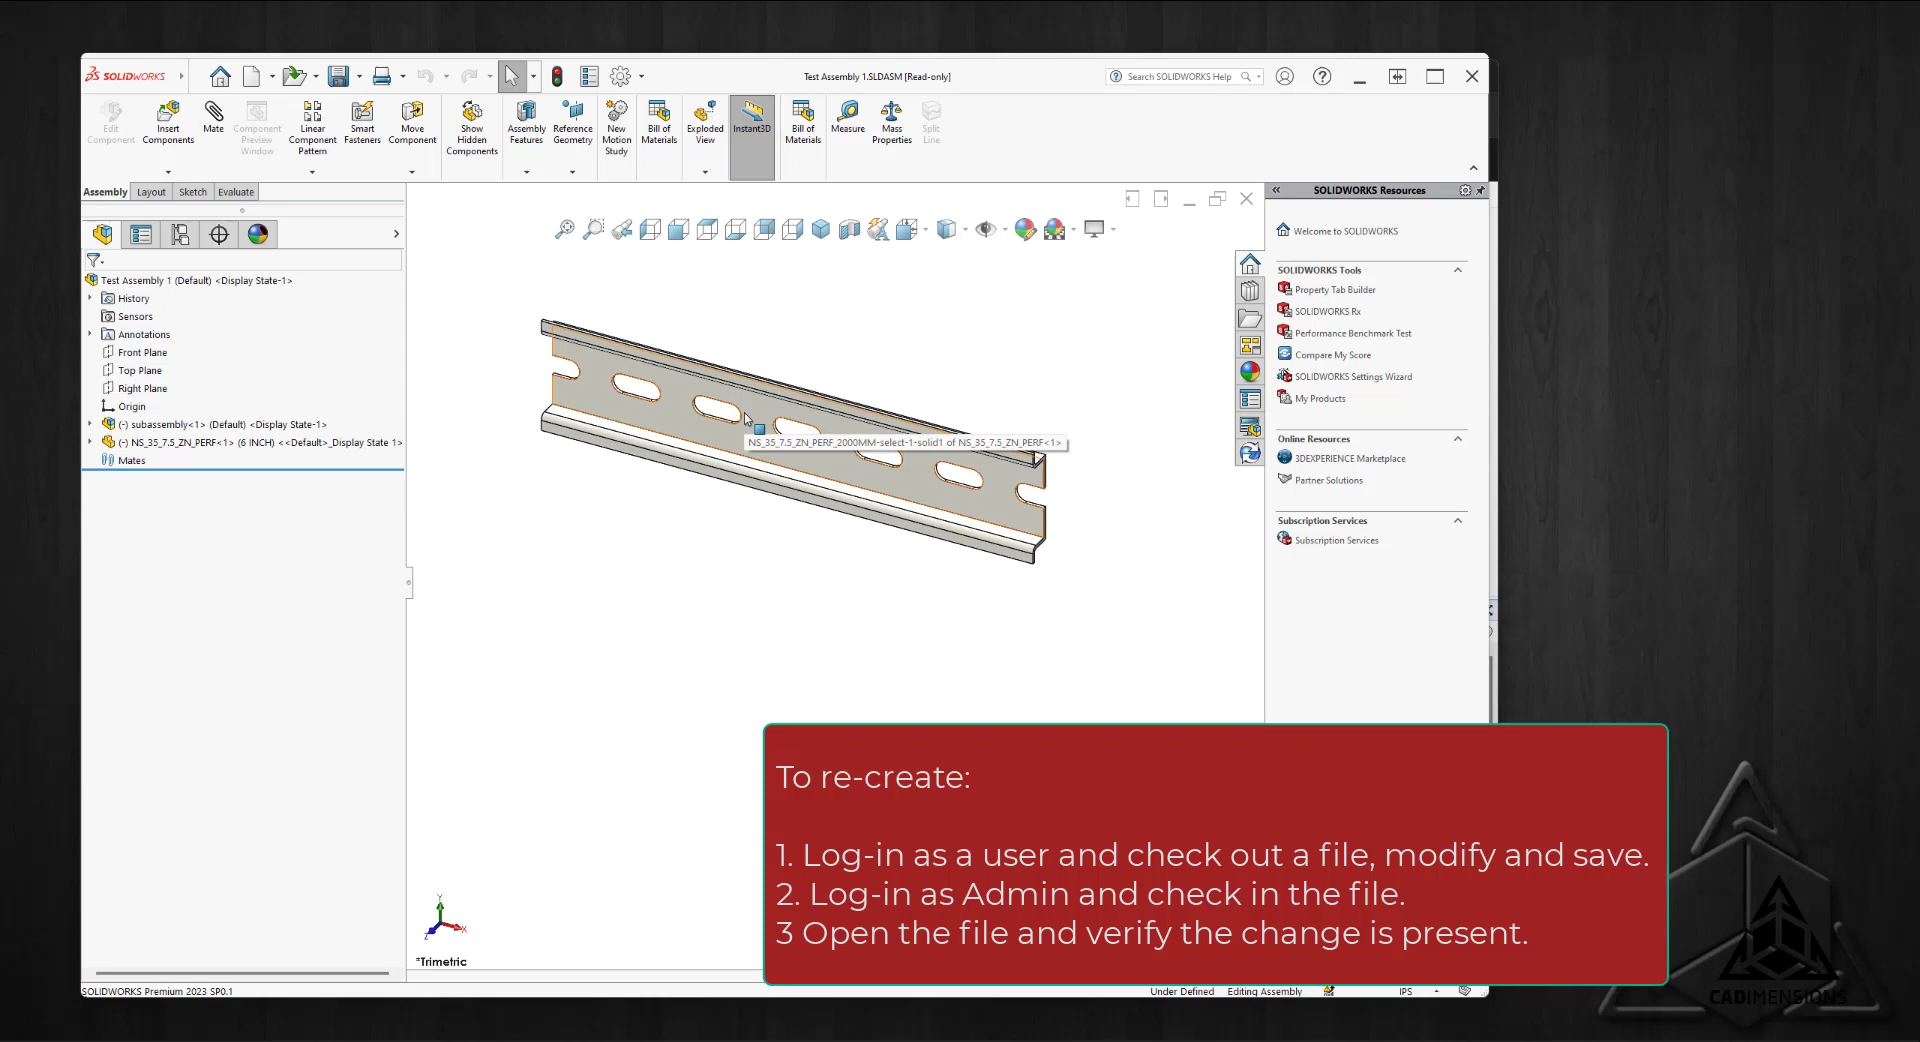 SOLIDWORKS
Test Assembly 1.SLDASM [Read-only]
Search SOLIDWORKS Help
Edit Component
Insert Components
Mate
Component Preview Window
Linear Component Pattern
Smart Fasteners
Move Component
Show Hidden Components
Assembly Features
Reference Geometry
New Motion Study
Bill of Materials
Exploded View
Instant3D
Bill of Materials
Measure
Mass Properties
Split Line
Assembly
Layout
Sketch
Evaluate
SOLIDWORKS Resources
Test Assembly 1 (Default) <Display State-1>
History
Sensors
Annotations
Front Plane
Top Plane
Right Plane
Origin
(-) subassembly<1> (Default) <Display State-1>
(-) NS_35_7.5_ZN_PERF<1> (6 INCH) <<Default>_Display State 1>
Mates
NS_35_7.5_ZN_PERF_2000MM-select-1-solid1 of NS_35_7.5_ZN_PERF<1>
Welcome to SOLIDWORKS
SOLIDWORKS Tools
Property Tab Builder
SOLIDWORKS Rx
Performance Benchmark Test
Compare My Score
SOLIDWORKS Settings Wizard
My Products
Online Resources
3DEXPERIENCE Marketplace
Partner Solutions
Subscription Services
Subscription Services
To re-create:
1. Log-in as a user and check out a file, modify and save.
2. Log-in as Admin and check in the file.
3 Open the file and verify the change is present.
Y
X
Z
*Trimetric
SOLIDWORKS Premium 2023 SP0.1
Under Defined
Editing Assembly
IPS
CADIMENSIONS